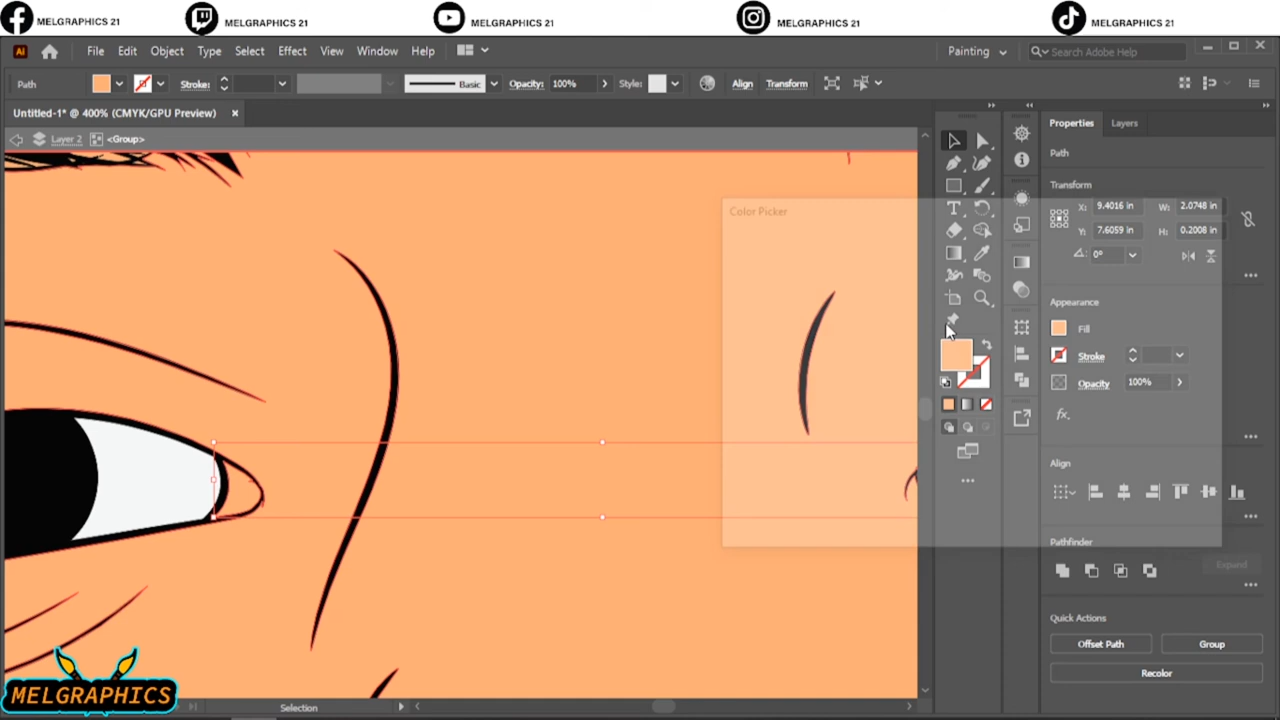 MELGRAPHICS 21
MELGRAPHICS 21
MELGRAPHICS 21
MELGRAPHICS 21
MELGRAPHICS 21
Ai File Edit Object Type Select Effect View Window Help Painting Search Adobe Help
Path Stroke: Basic Opacity: 100% Style: Align Transform
Untitled-1* @ 400% (CMYK/GPU Preview) ×
Layer 2 <Group>
Properties Layers
Path
Transform
X: 9.4016 in W: 2.0748 in
Y: 7.6059 in H: 0.2008 in
0°
Color Picker
Appearance
Fill
Stroke
Opacity 100%
fx.
Align
Pathfinder
Expand
Quick Actions
Offset Path Group
Recolor
MELGRAPHICS
Selection